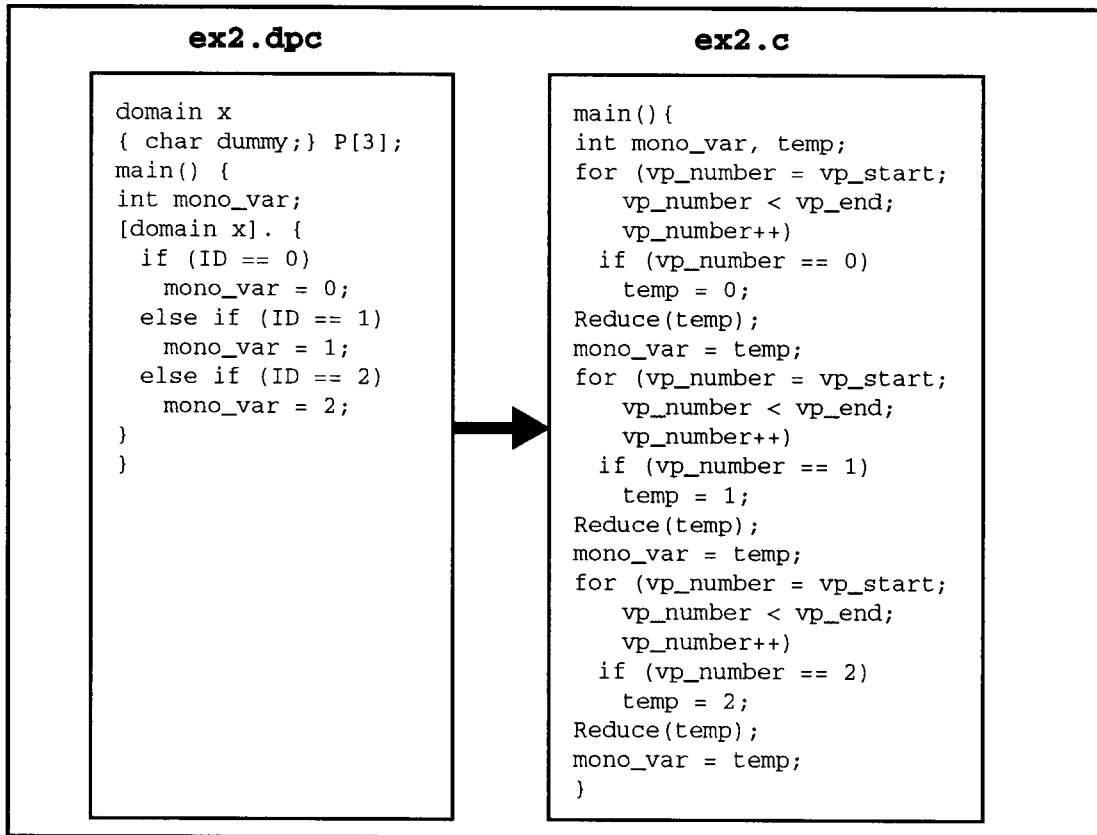 ex2.dpc
domain x
{ char dummy;} P[3];
main() {
int mono_var;
[domain x]. {
if (ID == 0)
mono_var = 0;
else if (ID == 1)
mono_var = 1;
else if (ID == 2)
mono_var = 2;
}
}
ex2.c
main(){
int mono_var, temp;
for (vp_number = vp_start;
vp_number < vp_end;
vp_number++)
if (vp_number == 0)
temp = 0;
Reduce(temp);
mono_var = temp;
for (vp_number = vp_start;
vp_number < vp_end;
vp_number++)
if (vp_number == 1)
temp = 1;
Reduce(temp);
mono_var = temp;
for (vp_number = vp_start;
vp_number < vp_end;
vp_number++)
if (vp_number == 2)
temp = 2;
Reduce(temp);
mono_var = temp;
}